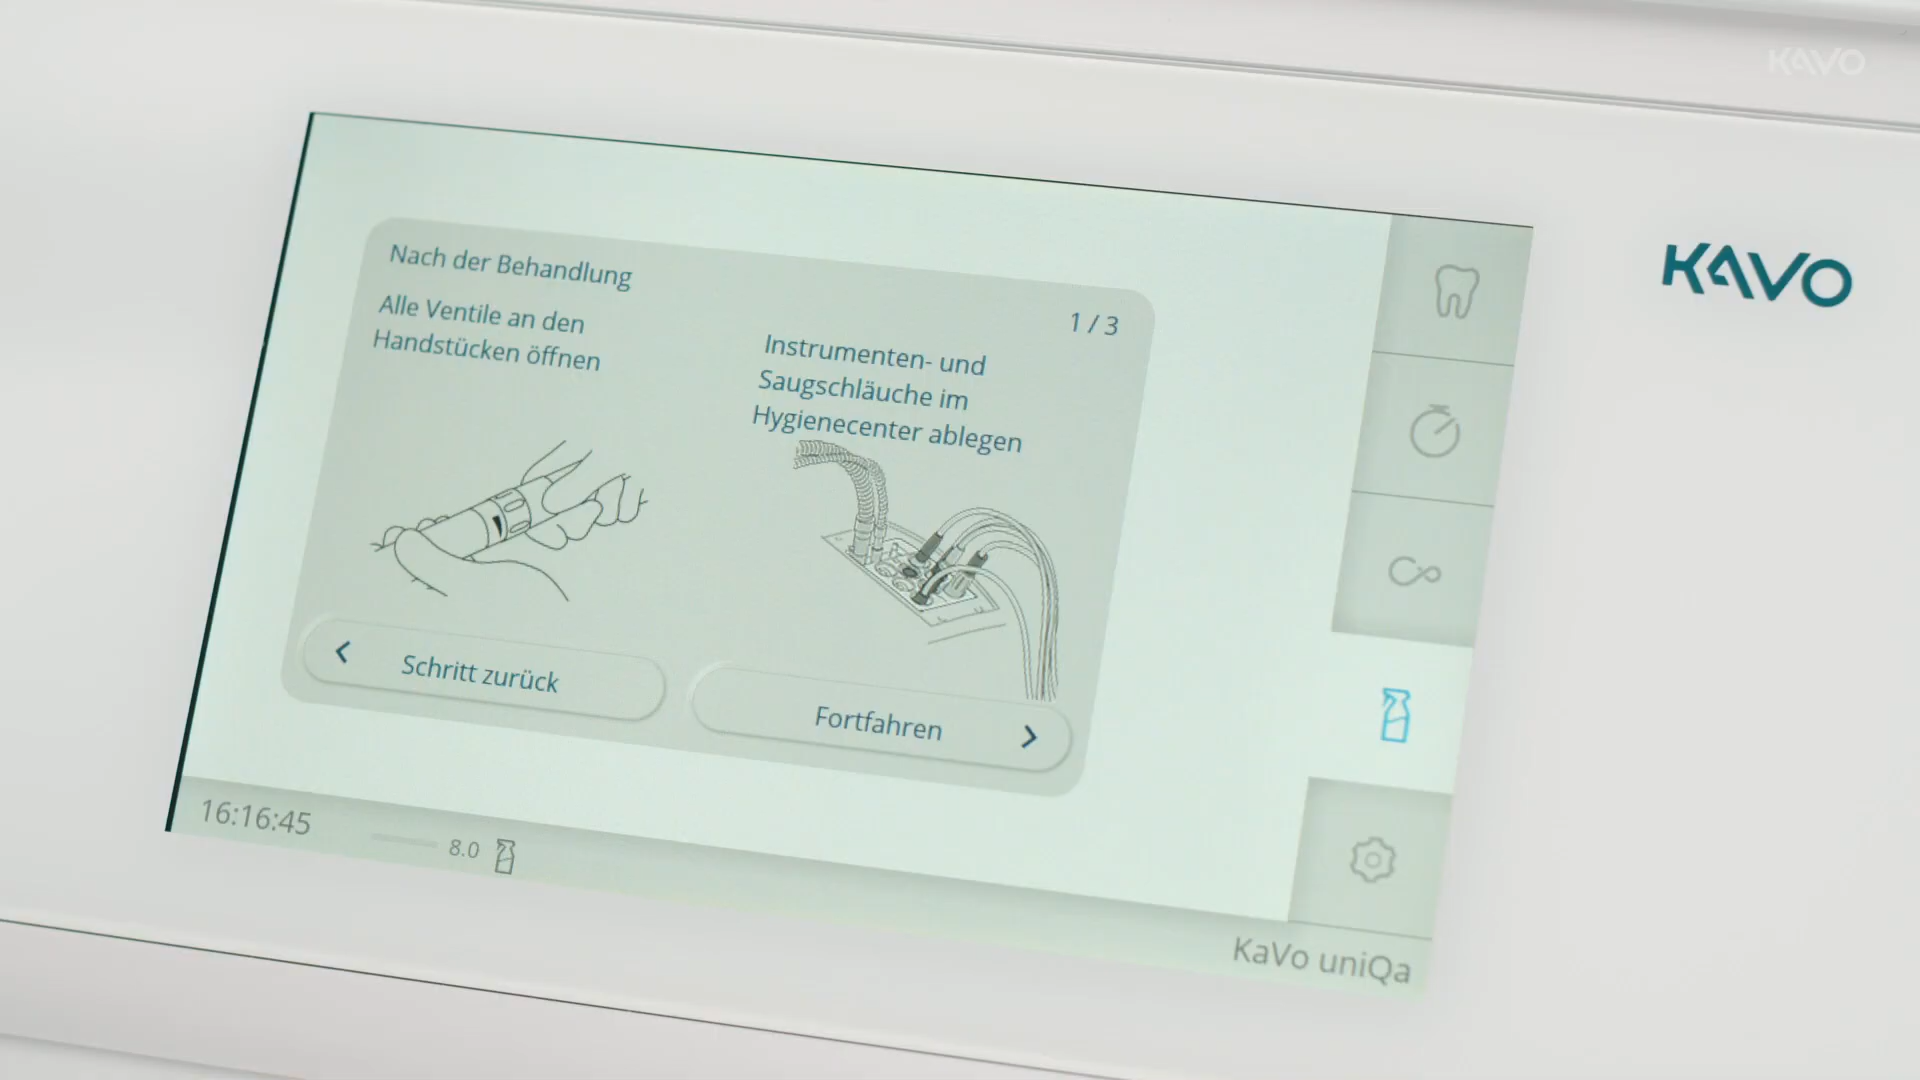 KAVO
KAVO
Nach der Behandlung
1 / 3
Alle Ventile an den
Handstücken öffnen
Instrumenten- und
Saugschläuche im
Hygienecenter ablegen
Schritt zurück
Fortfahren
16:16:45
8.0
KaVo uniQa